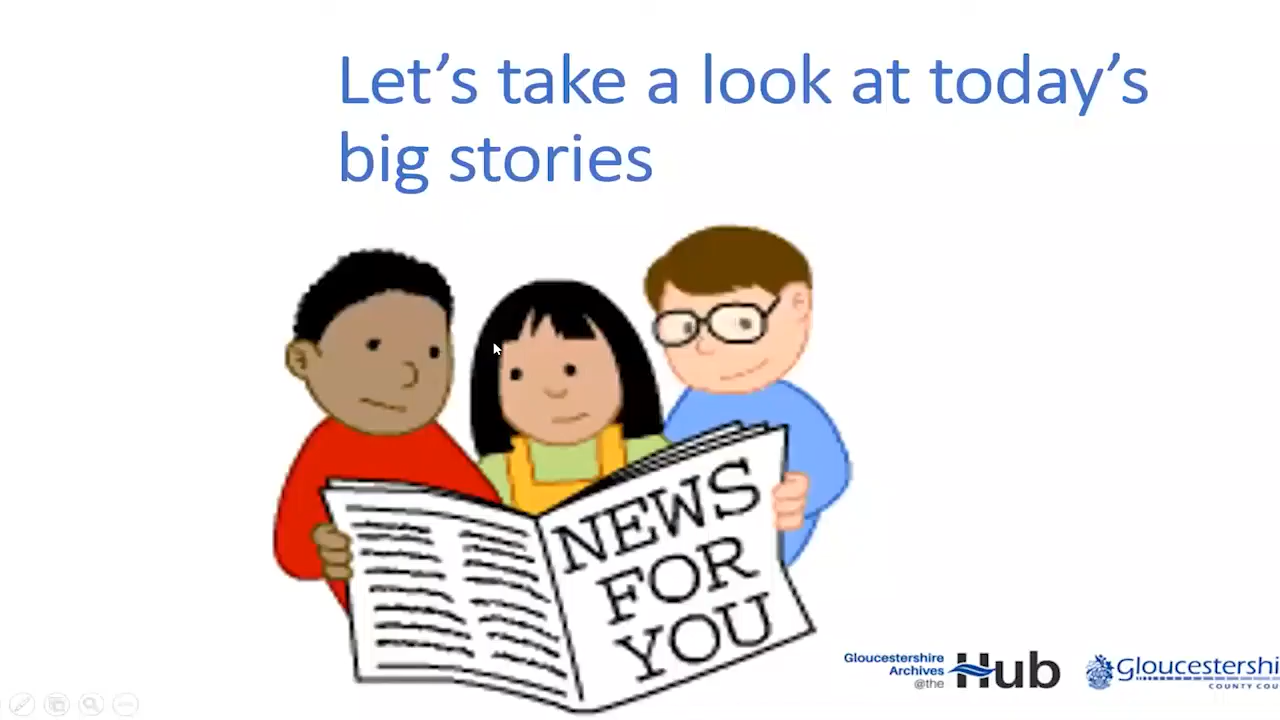 Let’s take a look at today’s
big stories
NEWS
FOR
YOU
Gloucestershire
Archives
@the
Hub
Gloucestershi
COUNTY COU